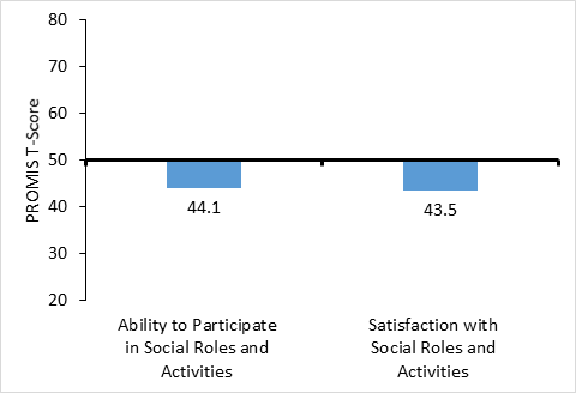 80
70
60
50
40
30
20
PROMIS T-Score
44.1
43.5
Ability to Participate
in Social Roles and
Activities
Satisfaction with
Social Roles and
Activities